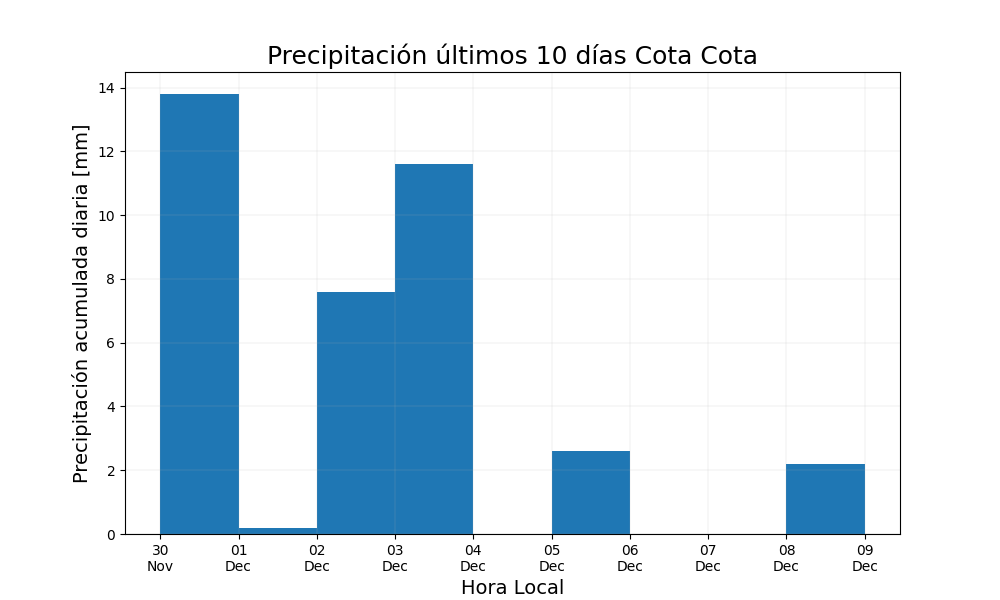 Precipitación últimos 10 días Cota Cota
Precipitación acumulada diaria [mm]
14
12
10
8
6
4
2
0
30 01 02 03 04 05 06 07 08 09
Nov Dec Dec Dec Dec Dec Dec Dec Dec Dec
Hora Local